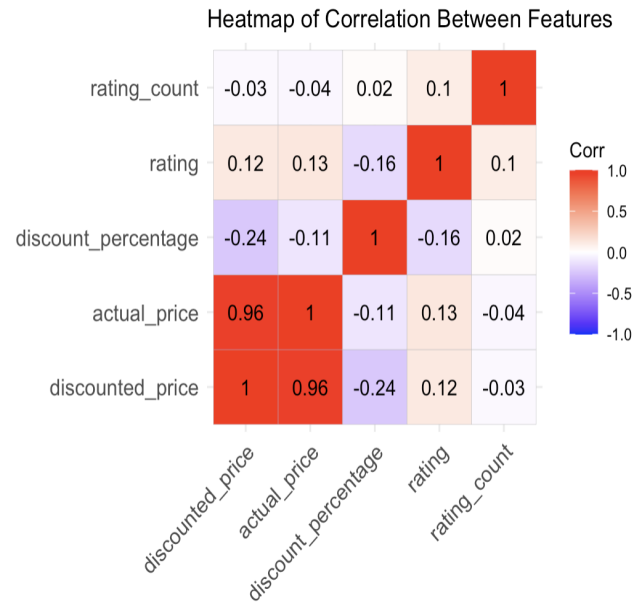 Heatmap of Correlation Between Features
rating_count -0.03 -0.04 0.02 0.1 1
rating 0.12 0.13 -0.16 1 0.1
discount_percentage -0.24 -0.11 1 -0.16 0.02
actual_price 0.96 1 -0.11 0.13 -0.04
discounted_price 1 0.96 -0.24 0.12 -0.03
discounted_price
actual_price
discount_percentage
rating
rating_count
Corr
1.0
0.5
0.0
-0.5
-1.0